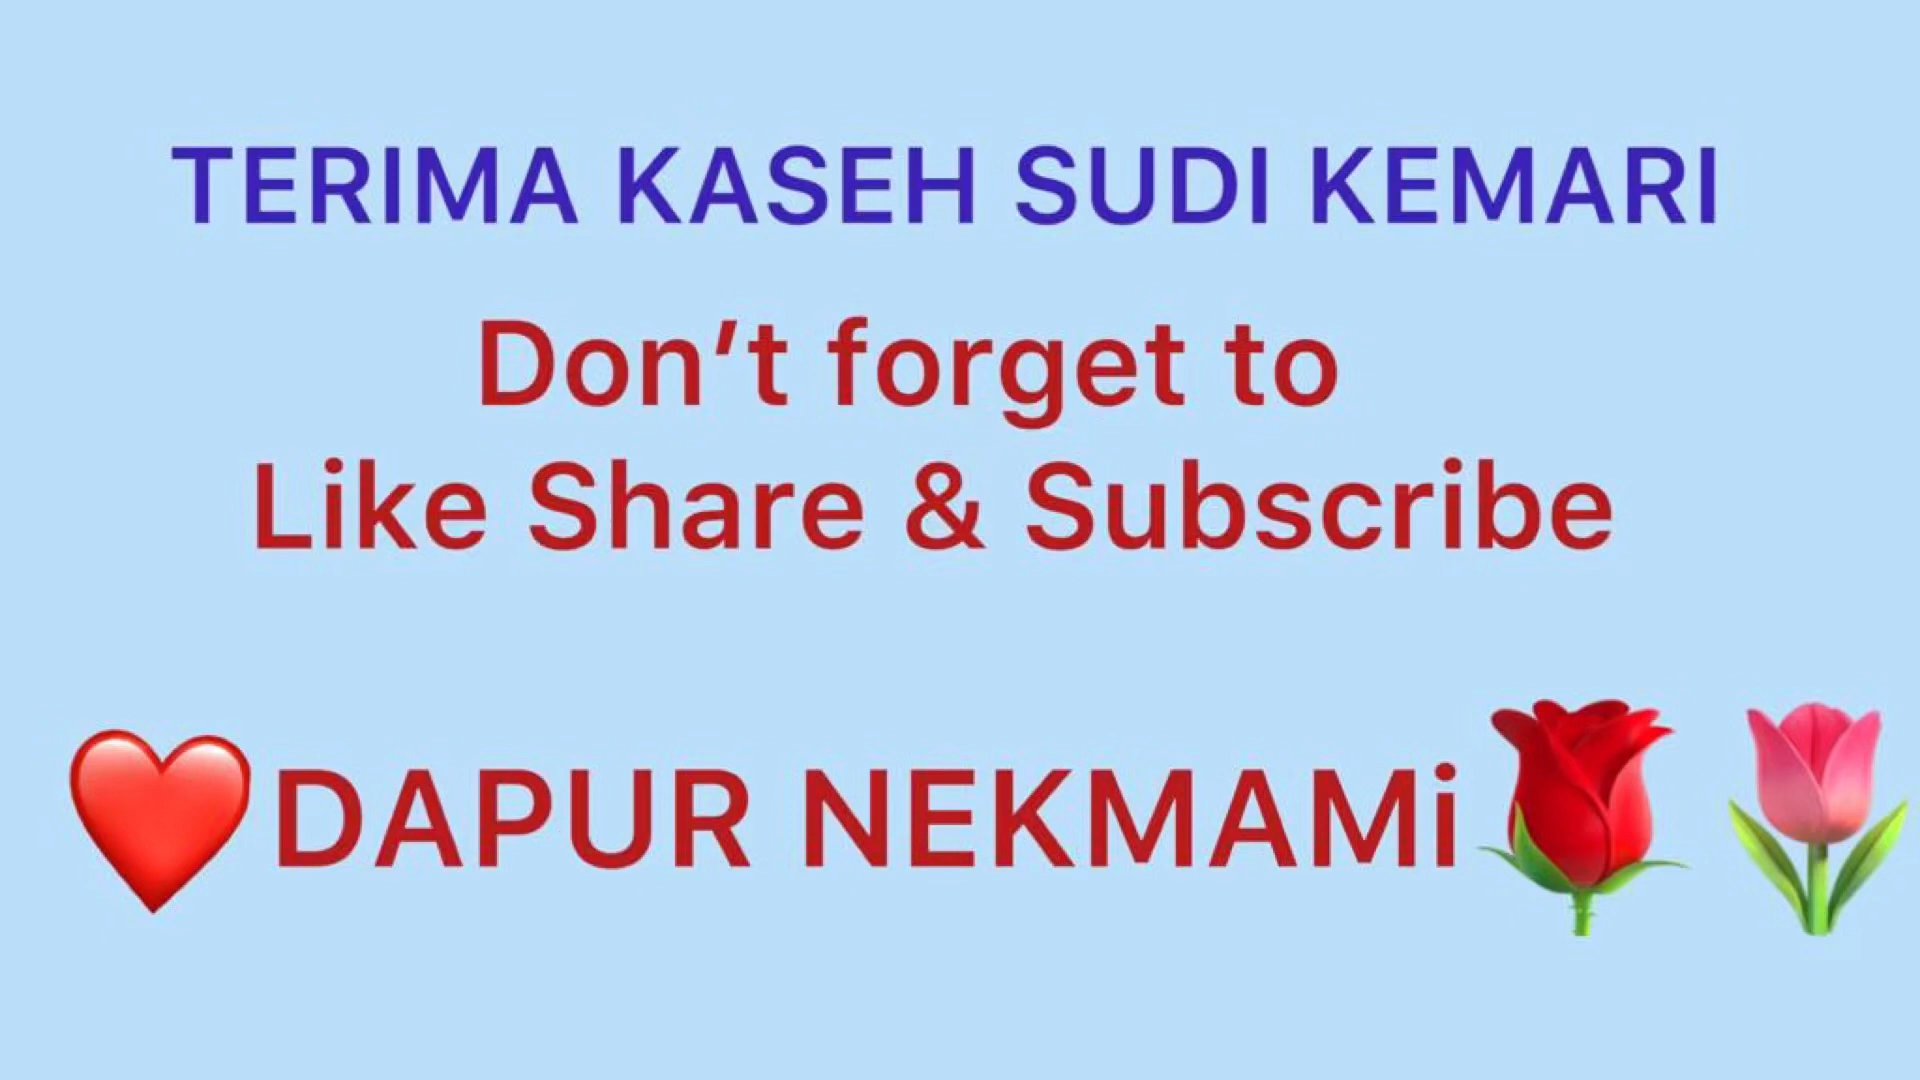 TERIMA KASEH SUDI KEMARI
Don’t forget to
Like Share & Subscribe
❤️DAPUR NEKMAMi🌹🌷